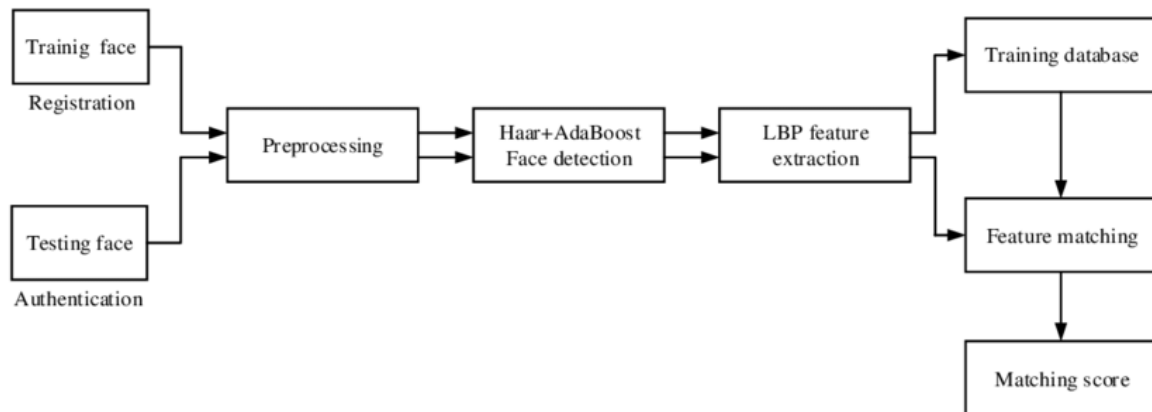 Trainig face
Registration
Testing face
Authentication
Preprocessing
Haar+AdaBoost
Face detection
LBP feature
extraction
Training database
Feature matching
Matching score